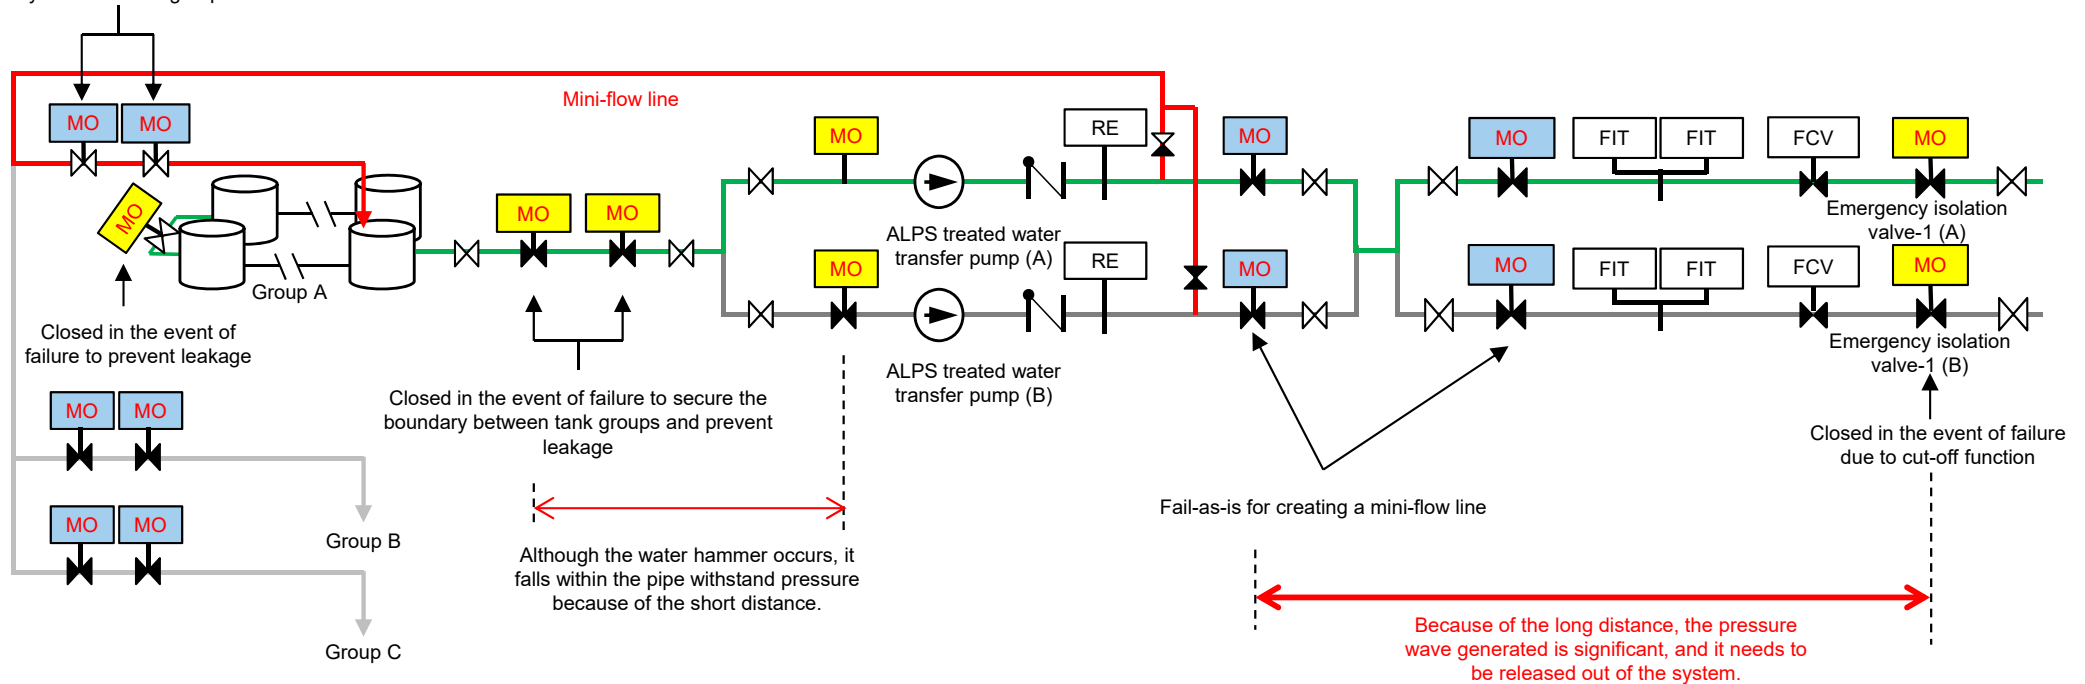 Mini-flow line
MO
MO
MO
MO
MO
MO
RE
MO
MO
FIT
FIT
FCV
MO
ALPS treated water
transfer pump (A)
Emergency isolation
valve-1 (A)
Group A
MO
RE
MO
MO
FIT
FIT
FCV
MO
ALPS treated water
transfer pump (B)
Emergency isolation
valve-1 (B)
Closed in the event of
failure to prevent leakage
Closed in the event of failure to secure the
boundary between tank groups and prevent
leakage
Closed in the event of failure
due to cut-off function
MO
MO
Group B
MO
MO
Group C
Fail-as-is for creating a mini-flow line
Although the water hammer occurs, it
falls within the pipe withstand pressure
because of the short distance.
Because of the long distance, the pressure
wave generated is significant, and it needs to
be released out of the system.